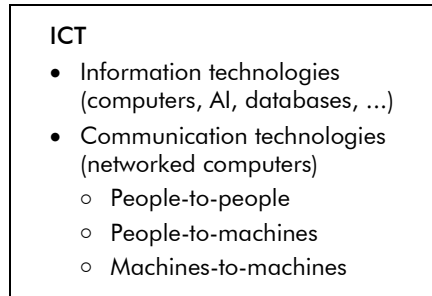 ICT
• Information technologies
(computers, AI, databases, ...)
• Communication technologies
(networked computers)
○ People-to-people
○ People-to-machines
○ Machines-to-machines